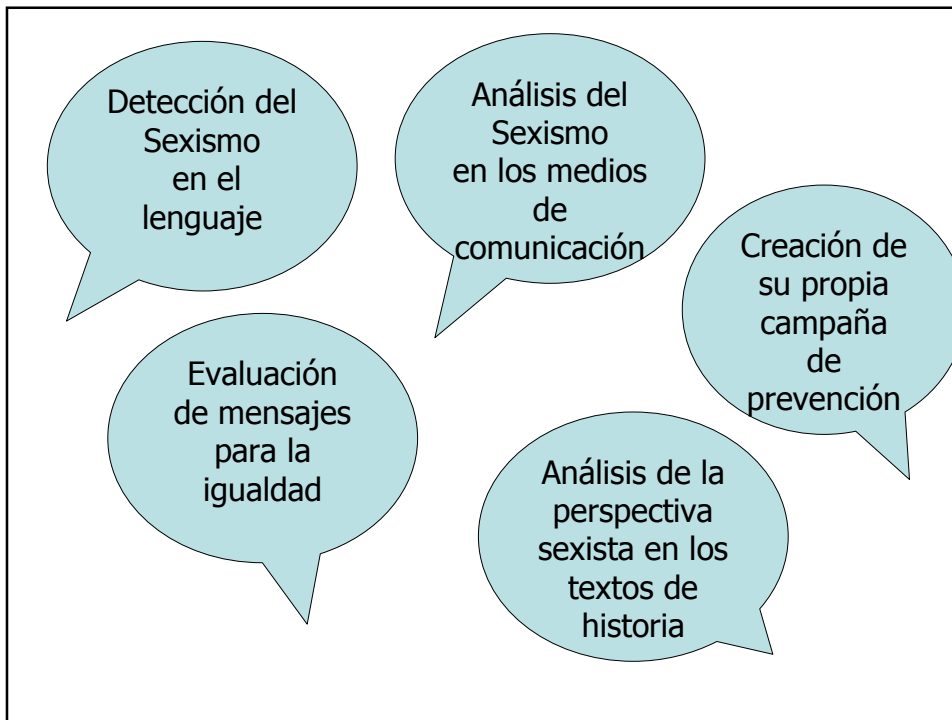 Detección del
Sexismo
en el
lenguaje
Análisis del
Sexismo
en los medios
de
comunicación
Creación de
su propia
campaña
de
prevención
Evaluación
de mensajes
para la
igualdad
Análisis de la
perspectiva
sexista en los
textos de
historia